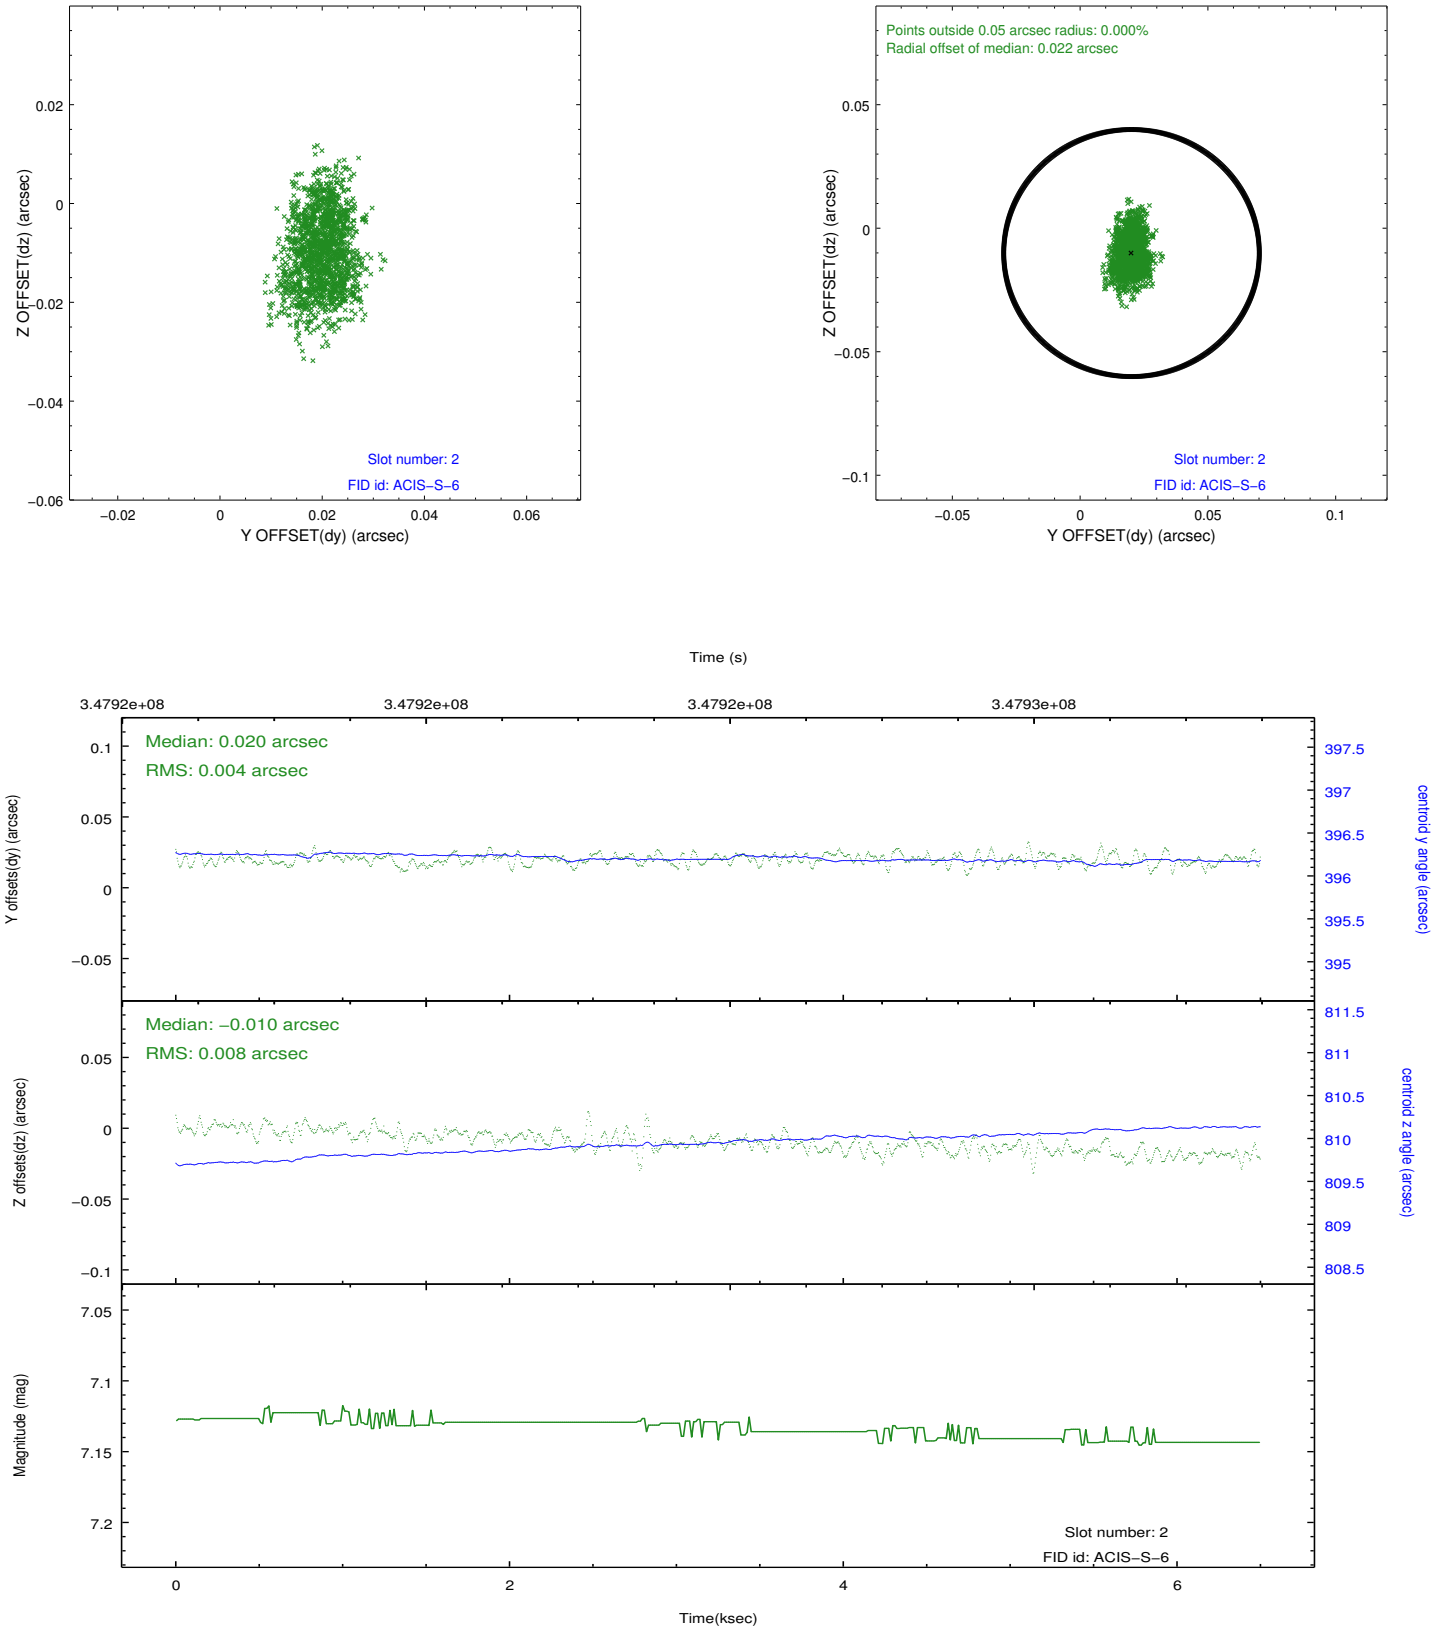 Points outside 0.05 arcsec radius: 0.000%
Radial offset of median: 0.022 arcsec
0.02
0
−0.02
−0.04
−0.06
Z OFFSET(dz) (arcsec)
Slot number: 2
FID id: ACIS−S−6
−0.02
0
0.02
0.04
0.06
Y OFFSET(dy) (arcsec)
0.05
0
−0.05
−0.1
Z OFFSET(dz) (arcsec)
Slot number: 2
FID id: ACIS−S−6
−0.05
0
0.05
0.1
Y OFFSET(dy) (arcsec)
Time (s)
3.4792e+08
3.4792e+08
3.4792e+08
3.4793e+08
Median: 0.020 arcsec
RMS: 0.004 arcsec
0.1
0.05
0
−0.05
Y offsets(dy) (arcsec)
397.5
397
396.5
396
395.5
395
centroid y angle (arcsec)
Median: −0.010 arcsec
RMS: 0.008 arcsec
0.05
0
−0.05
−0.1
Z offsets(dz) (arcsec)
811.5
811
810.5
810
809.5
809
808.5
centroid z angle (arcsec)
7.05
7.1
7.15
7.2
Magnitude (mag)
Slot number: 2
FID id: ACIS−S−6
0
2
4
6
Time(ksec)